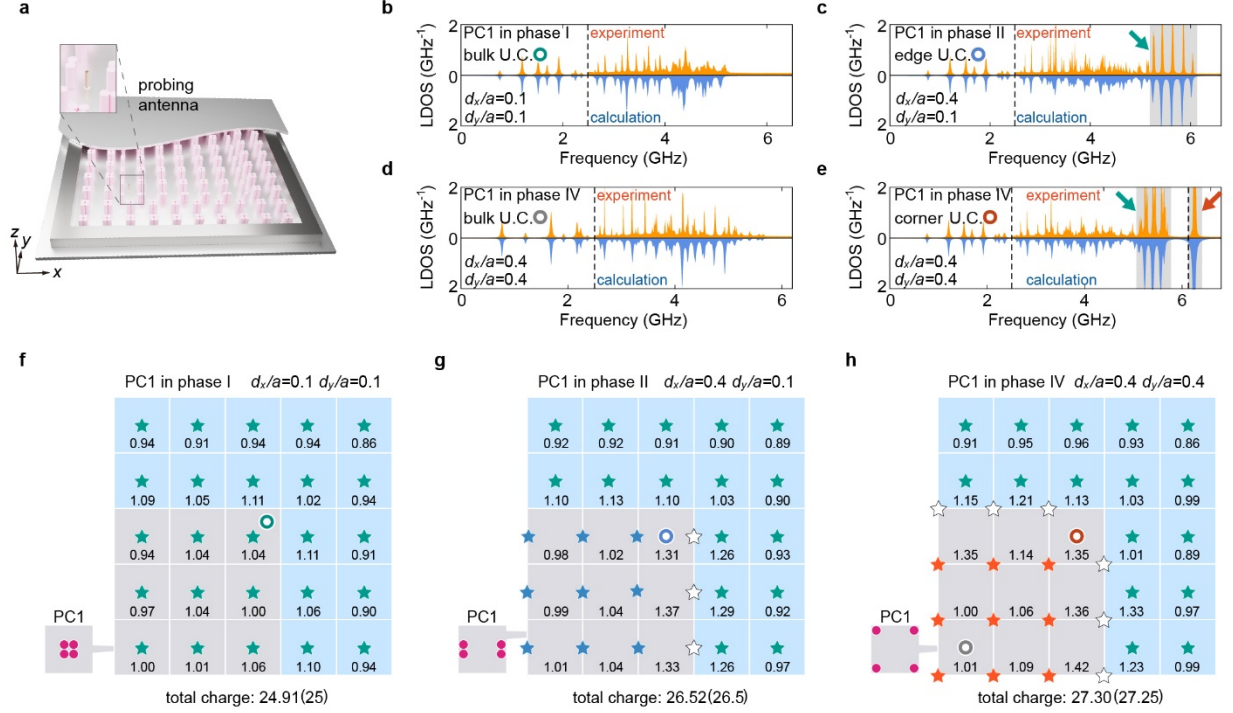 a
probing
antenna
z
y
x
b
PC1 in phase I
experiment
bulk U.C.
dx/a=0.1
dy/a=0.1
calculation
LDOS (GHz-1)
2
0
2
0 2 4 6
Frequency (GHz)
c
PC1 in phase II
experiment
edge U.C.
dx/a=0.4
dy/a=0.1
calculation
LDOS (GHz-1)
2
0
2
0 2 4 6
Frequency (GHz)
d
PC1 in phase IV
experiment
bulk U.C.
dx/a=0.4
dy/a=0.4
calculation
LDOS (GHz-1)
2
0
2
0 2 4 6
Frequency (GHz)
e
PC1 in phase IV
experiment
corner U.C.
dx/a=0.4
dy/a=0.4
calculation
LDOS (GHz-1)
2
0
2
0 2 4 6
Frequency (GHz)
f
PC1 in phase I dx/a=0.1 dy/a=0.1
0.94 0.91 0.94 0.94 0.86
1.09 1.05 1.11 1.02 0.94
0.94 1.04 1.04 1.11 0.91
0.97 1.04 1.00 1.06 0.90
PC1
1.00 1.01 1.06 1.10 0.94
total charge: 24.91(25)
g
PC1 in phase II dx/a=0.4 dy/a=0.1
0.92 0.92 0.91 0.90 0.89
1.10 1.13 1.10 1.03 0.90
0.98 1.02 1.31 1.26 0.93
0.99 1.04 1.37 1.29 0.92
PC1
1.01 1.04 1.33 1.26 0.97
total charge: 26.52(26.5)
h
PC1 in phase IV dx/a=0.4 dy/a=0.4
0.91 0.95 0.96 0.93 0.86
1.15 1.21 1.13 1.03 0.99
1.35 1.14 1.35 1.01 0.89
1.00 1.06 1.36 1.33 0.97
PC1
1.01 1.09 1.42 1.23 0.99
total charge: 27.30(27.25)